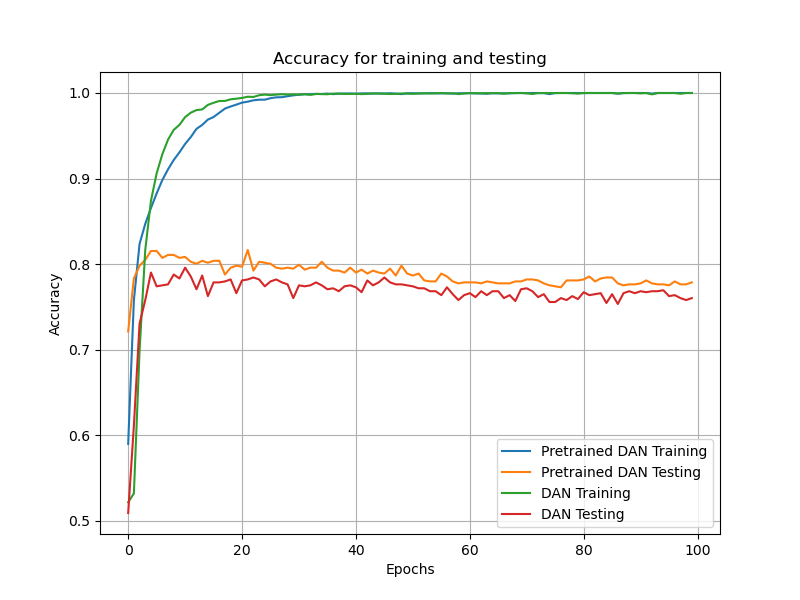 Accuracy for training and testing
Accuracy
1.0
0.9
0.8
0.7
0.6
0.5
Pretrained DAN Training
Pretrained DAN Testing
DAN Training
DAN Testing
0 20 40 60 80 100
Epochs